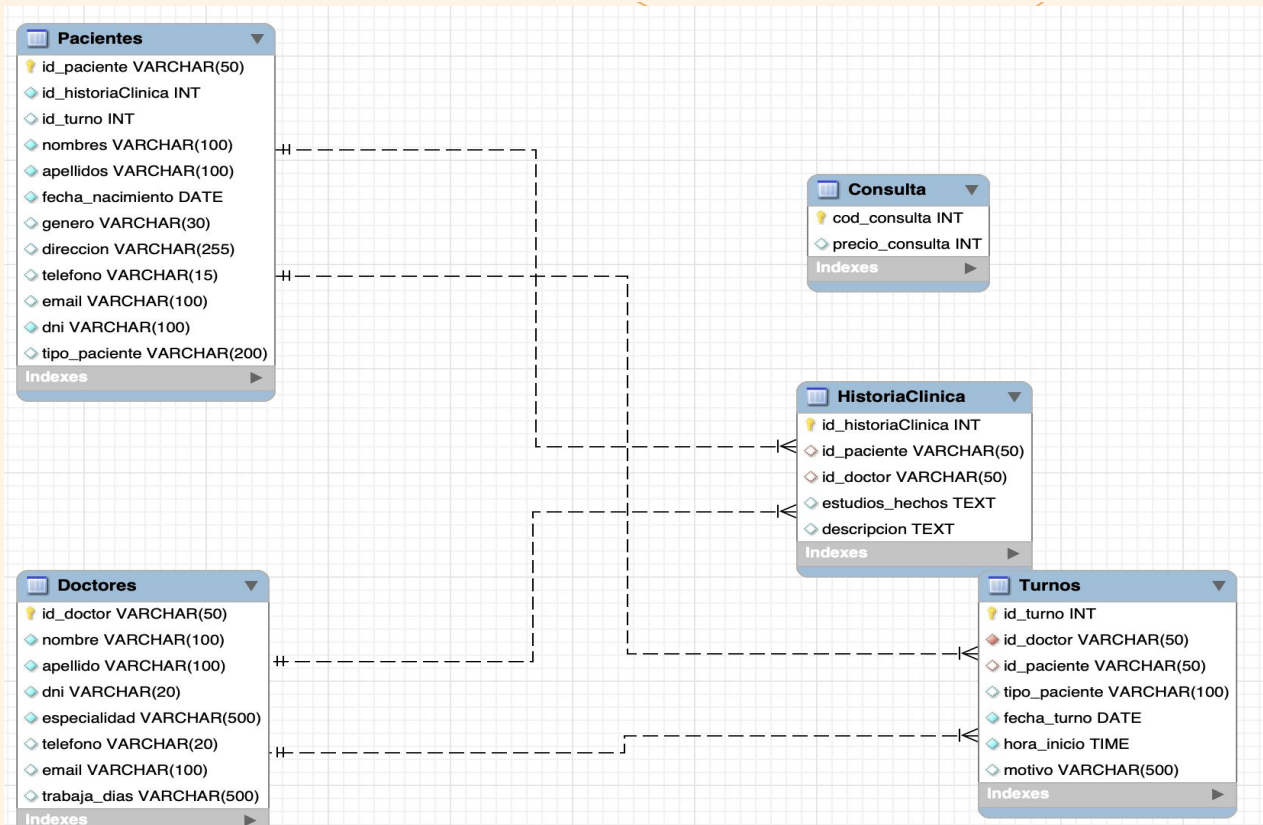 Pacientes
id_paciente VARCHAR(50)
id_historiaClinica INT
id_turno INT
nombres VARCHAR(100)
apellidos VARCHAR(100)
fecha_nacimiento DATE
genero VARCHAR(30)
direccion VARCHAR(255)
telefono VARCHAR(15)
email VARCHAR(100)
dni VARCHAR(100)
tipo_paciente VARCHAR(200)
Indexes
Consulta
cod_consulta INT
precio_consulta INT
Indexes
HistoriaClinica
id_historiaClinica INT
id_paciente VARCHAR(50)
id_doctor VARCHAR(50)
estudios_hechos TEXT
descripcion TEXT
Indexes
Doctores
id_doctor VARCHAR(50)
nombre VARCHAR(100)
apellido VARCHAR(100)
dni VARCHAR(20)
especialidad VARCHAR(500)
telefono VARCHAR(20)
email VARCHAR(100)
trabaja_dias VARCHAR(500)
Indexes
Turnos
id_turno INT
id_doctor VARCHAR(50)
id_paciente VARCHAR(50)
tipo_paciente VARCHAR(100)
fecha_turno DATE
hora_inicio TIME
motivo VARCHAR(500)
Indexes